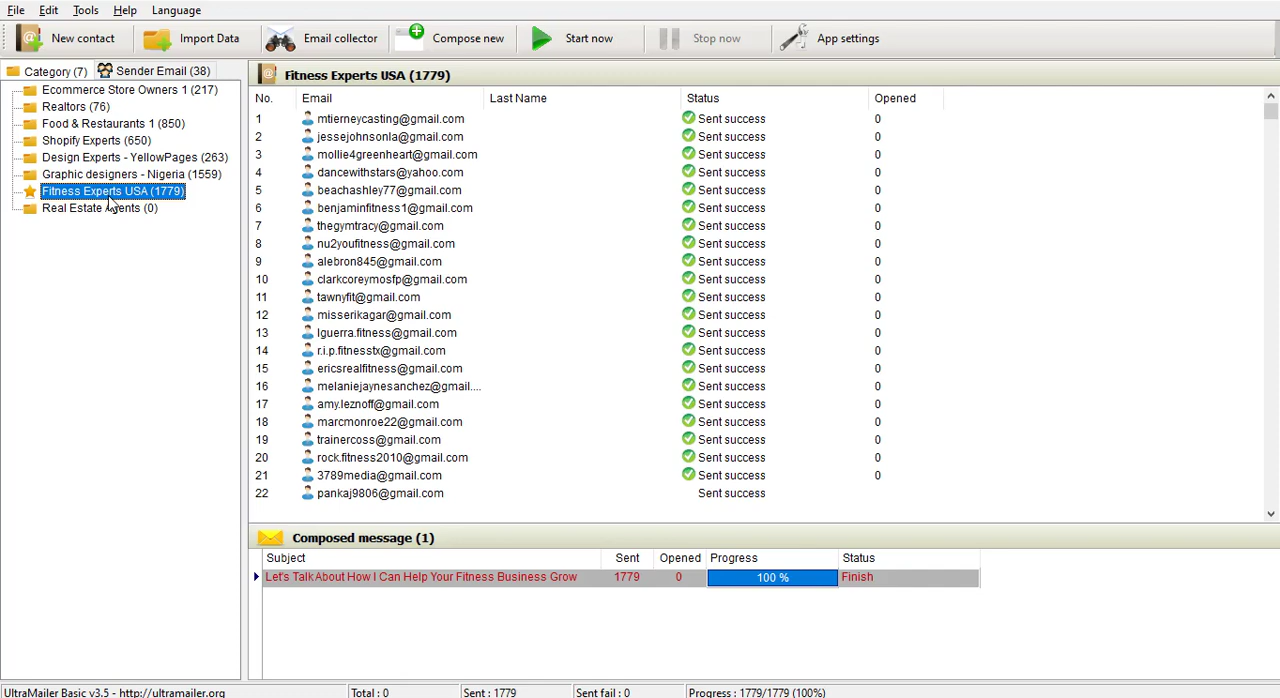 File Edit Tools Help Language
New contact Import Data Email collector Compose new Start now Stop now App settings
Category (7) Sender Email (38)
Ecommerce Store Owners 1 (217)
Realtors (76)
Food & Restaurants 1 (850)
Shopify Experts (650)
Design Experts - YellowPages (263)
Graphic designers - Nigeria (1559)
Fitness Experts USA (1779)
Real Estate Agents (0)
Fitness Experts USA (1779)
No. Email Last Name Status Opened
1 mtierneycasting@gmail.com Sent success 0
2 jessejohnsonla@gmail.com Sent success 0
3 mollie4greenheart@gmail.com Sent success 0
4 dancewithstars@yahoo.com Sent success 0
5 beachashley77@gmail.com Sent success 0
6 benjaminfitness1@gmail.com Sent success 0
7 thegymtracy@gmail.com Sent success 0
8 nu2youfitness@gmail.com Sent success 0
9 alebron845@gmail.com Sent success 0
10 clarkcoreymosfp@gmail.com Sent success 0
11 tawnyfit@gmail.com Sent success 0
12 misserikagar@gmail.com Sent success 0
13 lguerra.fitness@gmail.com Sent success 0
14 r.i.p.fitnesstx@gmail.com Sent success 0
15 ericsrealfitness@gmail.com Sent success 0
16 melaniejaynesanchez@gmail.... Sent success 0
17 amy.leznoff@gmail.com Sent success 0
18 marcmonroe22@gmail.com Sent success 0
19 trainercoss@gmail.com Sent success 0
20 rock.fitness2010@gmail.com Sent success 0
21 3789media@gmail.com Sent success 0
22 pankaj9806@gmail.com Sent success
Composed message (1)
Subject Sent Opened Progress Status
Let's Talk About How I Can Help Your Fitness Business Grow 1779 0 100 % Finish
UltraMailer Basic v3.5 - http://ultramailer.org Total : 0 Sent : 1779 Sent fail : 0 Progress : 1779/1779 (100%)